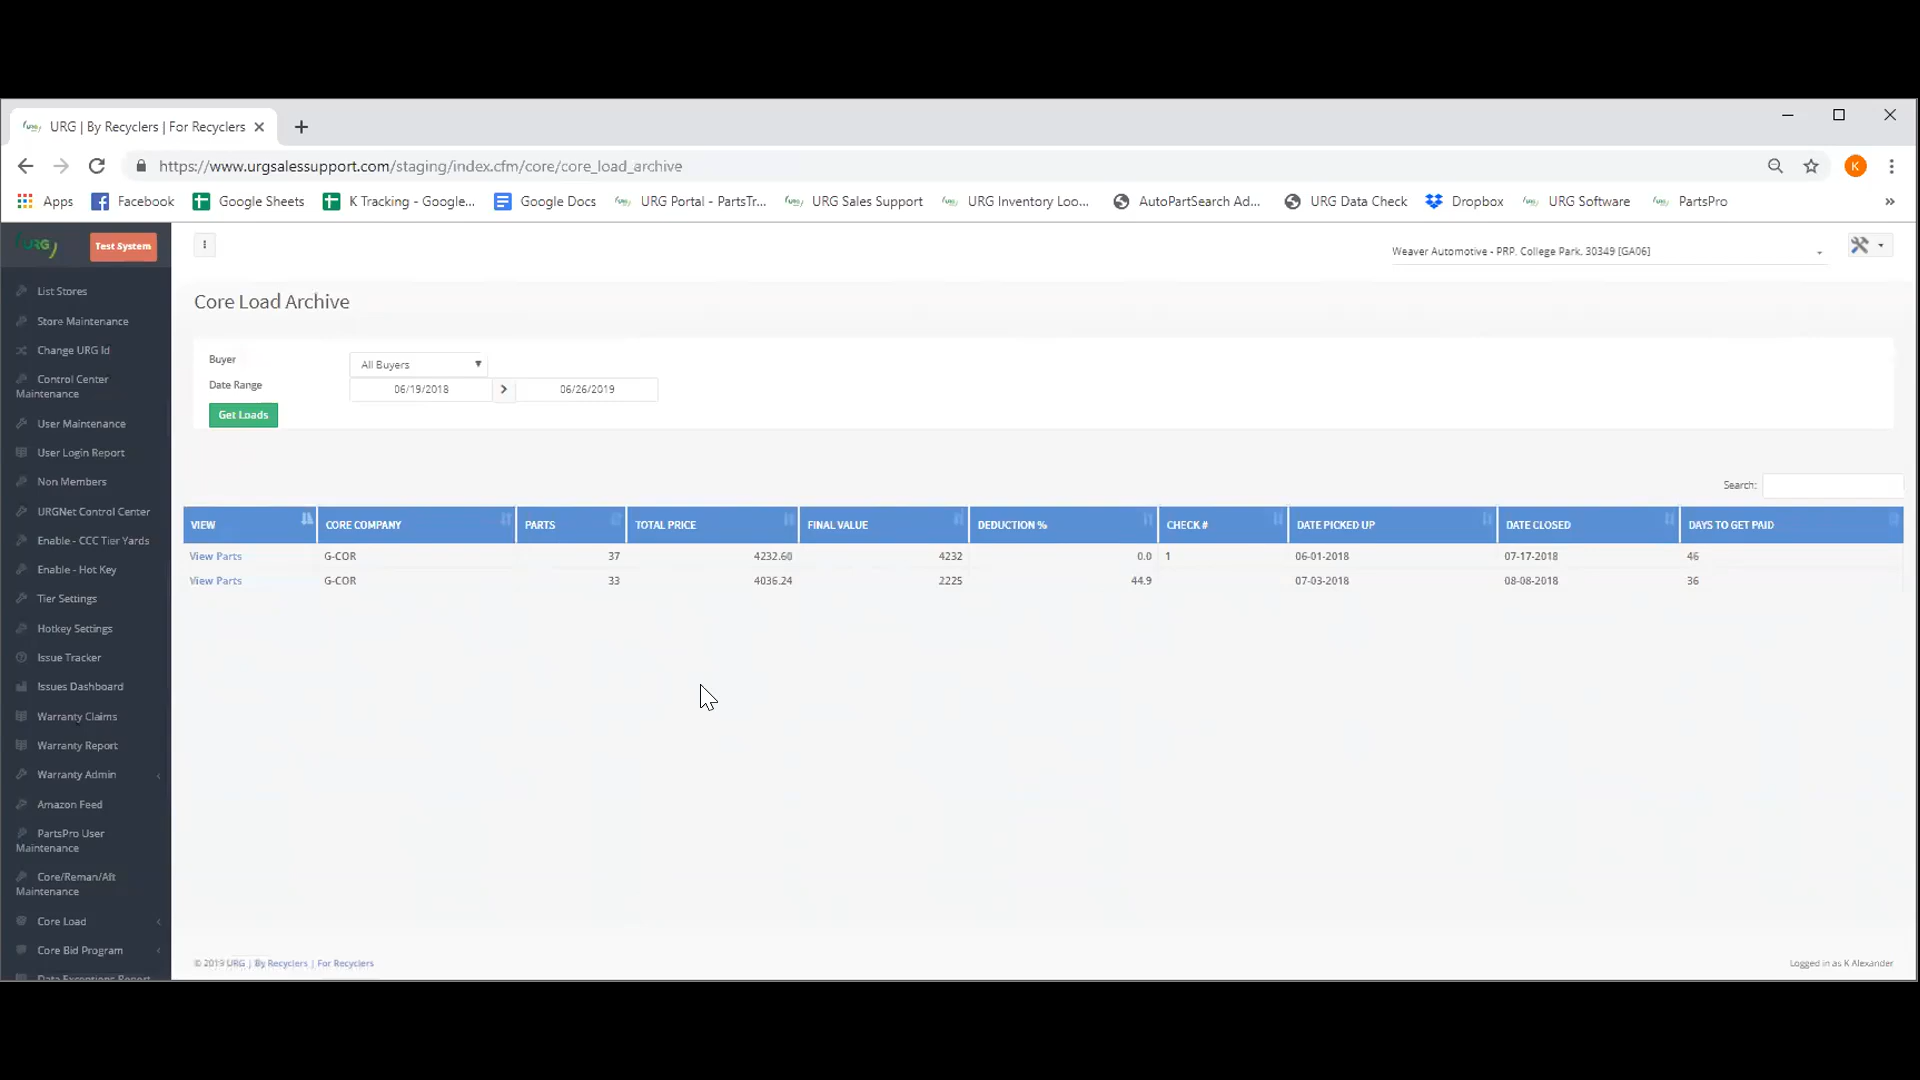 URG | By Recyclers | For Recyclers
https://www.urgsalessupport.com/staging/index.cfm/core/core_load_archive
K
Apps Facebook Google Sheets K Tracking - Google... Google Docs URG Portal - PartsTr... URG Sales Support URG Inventory Loo... AutoPartSearch Ad... URG Data Check Dropbox URG Software PartsPro »
URG Test System
Weaver Automotive - PRP, College Park, 30349 [GA06]
List Stores
Store Maintenance
Change URG Id
Control Center
Maintenance
User Maintenance
User Login Report
Non Members
URGNet Control Center
Enable - CCC Tier Yards
Enable - Hot Key
Tier Settings
Hotkey Settings
Issue Tracker
Issues Dashboard
Warranty Claims
Warranty Report
Warranty Admin
Amazon Feed
PartsPro User
Maintenance
Core/Reman/Aft
Maintenance
Core Load
Core Bid Program
Data Exceptions Report
Core Load Archive
Buyer All Buyers
Date Range 06/19/2018 > 06/26/2019
Get Loads
Search:
VIEW CORE COMPANY PARTS TOTAL PRICE FINAL VALUE DEDUCTION % CHECK # DATE PICKED UP DATE CLOSED DAYS TO GET PAID
View Parts G-COR 37 4232.60 4232 0.0 1 06-01-2018 07-17-2018 46
View Parts G-COR 33 4036.24 2225 44.9 07-03-2018 08-08-2018 36
© 2019 URG | By Recyclers | For Recyclers
Logged in as K Alexander